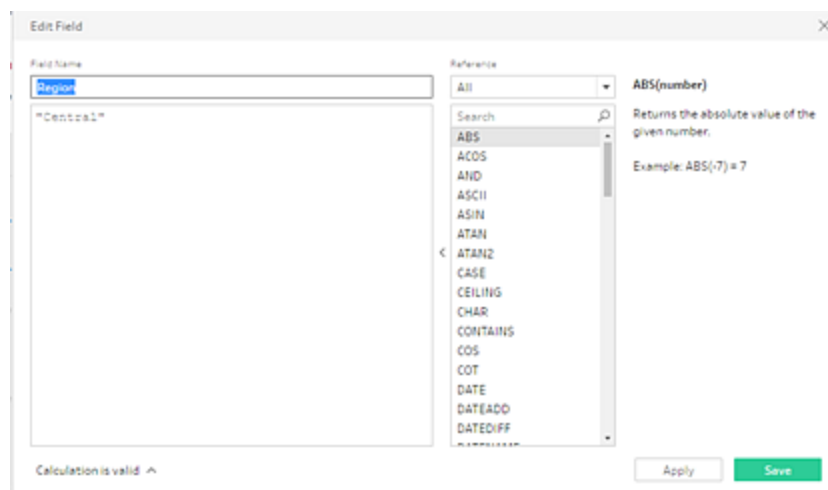 Edit Field
Field Name
Region
"Central"
Calculation is valid
Reference
All
Search
ABS
ACOS
AND
ASCII
ASIN
ATAN
ATAN2
CASE
CEILING
CHAR
CONTAINS
COS
COT
DATE
DATEADD
DATEDIFF
DATENAME
ABS(number)
Returns the absolute value of the
given number.
Example: ABS(-7) = 7
Apply
Save